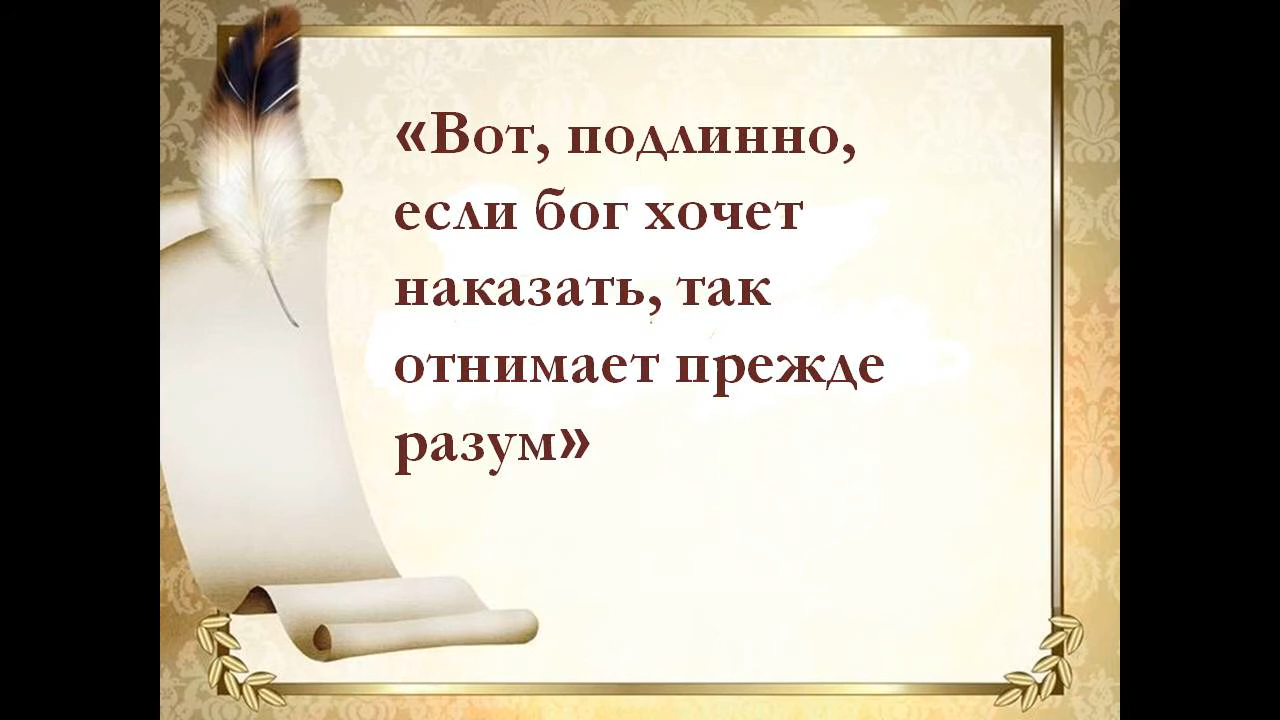 «Вот, подлинно,
если бог хочет
наказать, так
отнимает прежде
разум»